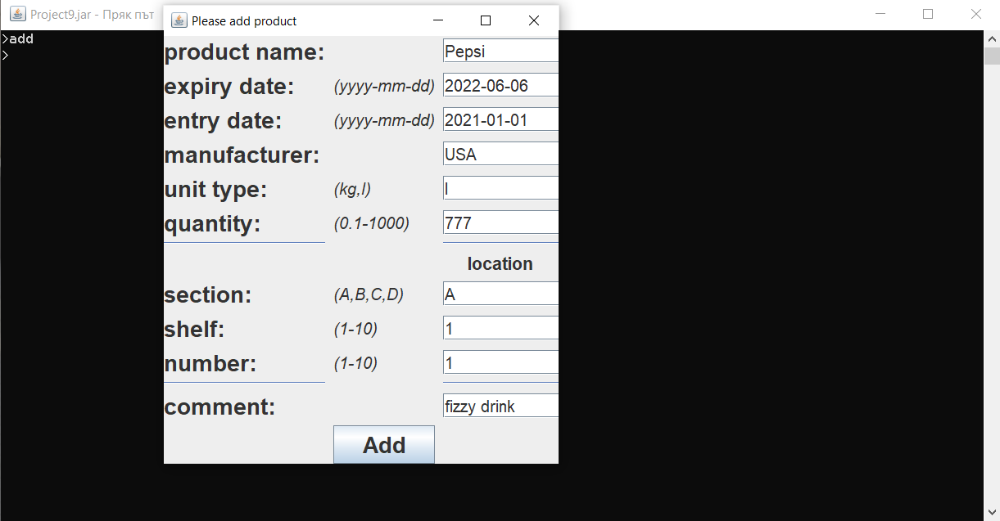 Project9.jar - Пряк път
Please add product
>add
>
product name: Pepsi
expiry date: (yyyy-mm-dd) 2022-06-06
entry date: (yyyy-mm-dd) 2021-01-01
manufacturer: USA
unit type: (kg,l) l
quantity: (0.1-1000) 777
location
section: (A,B,C,D) A
shelf: (1-10) 1
number: (1-10) 1
comment: fizzy drink
Add